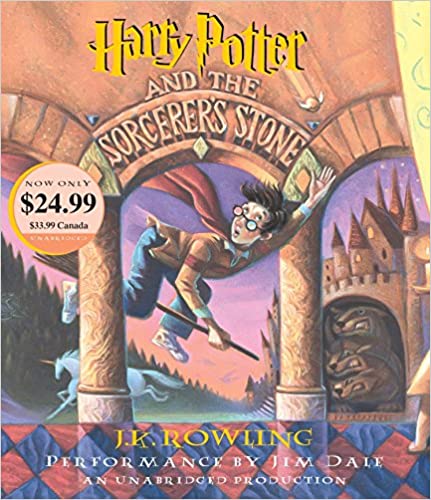 Harry Potter
AND THE
SORCERER'S STONE
NOW ONLY
$24.99
$33.99 Canada
UNABRIDGED
J.K. ROWLING
PERFORMANCE BY JIM DALE
AN UNABRIDGED PRODUCTION